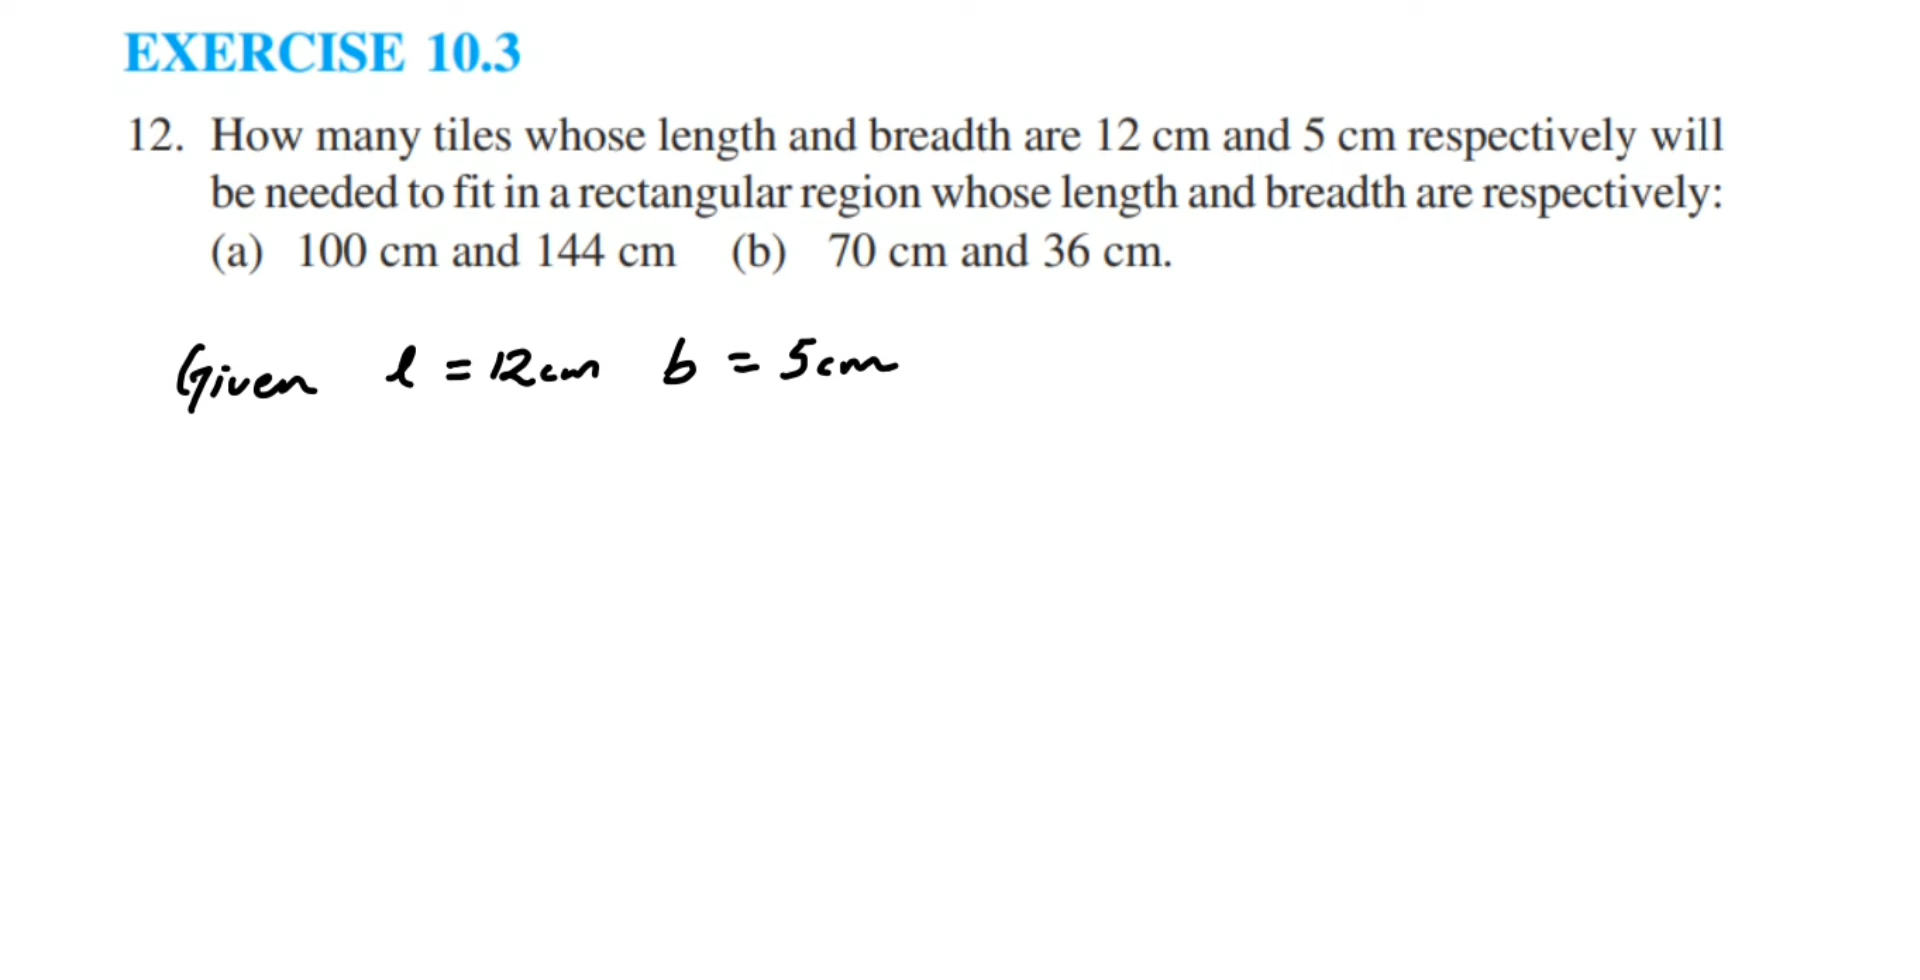 EXERCISE 10.3
12. How many tiles whose length and breadth are 12 cm and 5 cm respectively will
be needed to fit in a rectangular region whose length and breadth are respectively:
(a) 100 cm and 144 cm (b) 70 cm and 36 cm.
Given l = 12cm b = 5cm